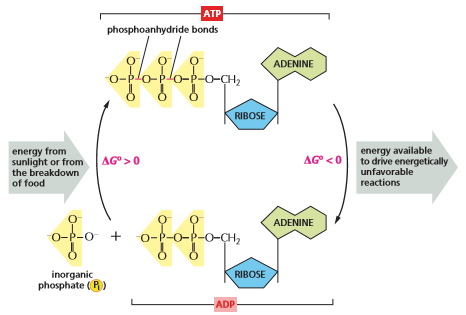 ATP
phosphoanhydride bonds
O⁻ O⁻ O⁻
⁻O–P–O–P–O–P–O–CH₂
O O O
ADENINE
RIBOSE
energy from
sunlight or from
the breakdown
of food
ΔG° > 0
ΔG° < 0
energy available
to drive energetically
unfavorable
reactions
O⁻
⁻O–P–O⁻
O
+
O⁻ O⁻
⁻O–P–O–P–O–CH₂
O O
ADENINE
RIBOSE
inorganic
phosphate (Pi)
ADP